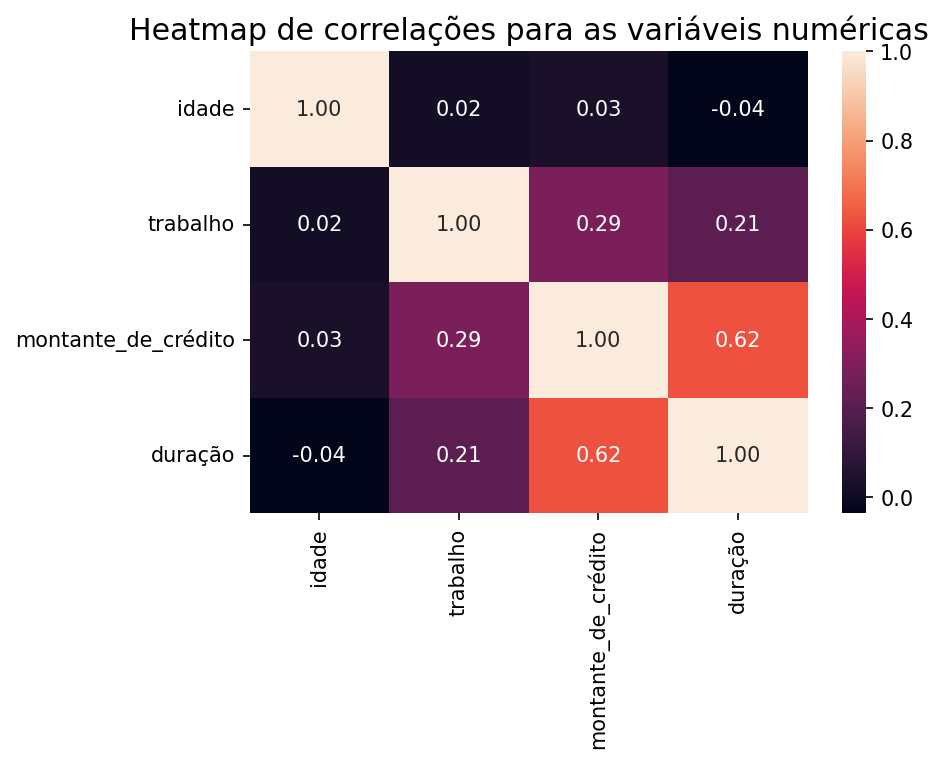 Heatmap de correlações para as variáveis numéricas
idade 1.00 0.02 0.03 -0.04
trabalho 0.02 1.00 0.29 0.21
montante_de_crédito 0.03 0.29 1.00 0.62
duração -0.04 0.21 0.62 1.00
idade
trabalho
montante_de_crédito
duração
1.0
0.8
0.6
0.4
0.2
0.0